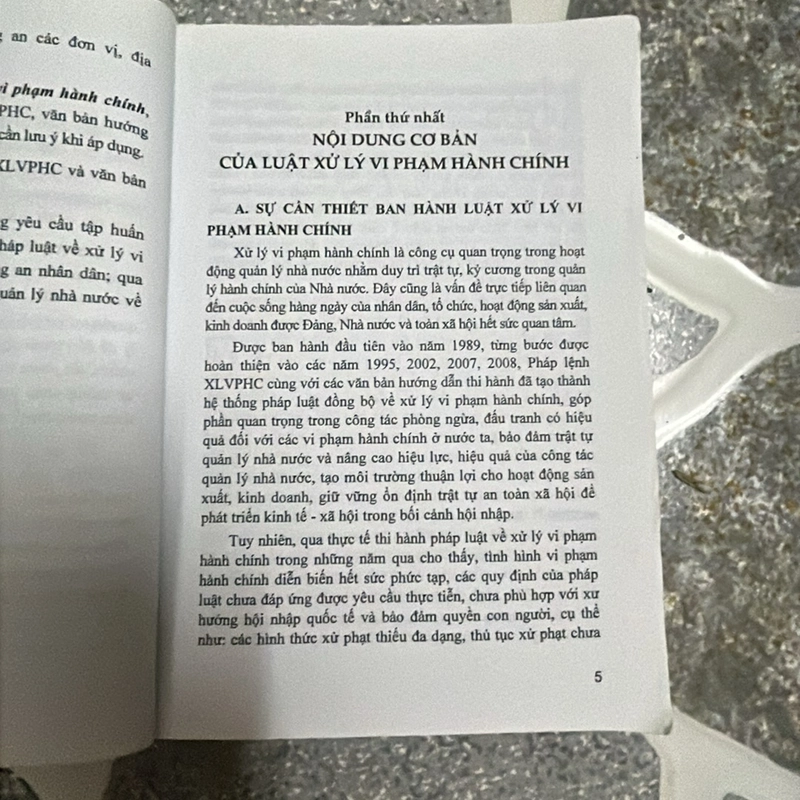 an các đơn vị, địa
vi phạm hành chính,
PHC, văn bản hướng
cần lưu ý khi áp dụng.
XLVPHC và văn bản
yêu cầu tập huấn
pháp luật về xử lý vi
an nhân dân; qua
quản lý nhà nước về
Phần thứ nhất
NỘI DUNG CƠ BẢN
CỦA LUẬT XỬ LÝ VI PHẠM HÀNH CHÍNH
A. SỰ CẦN THIẾT BAN HÀNH LUẬT XỬ LÝ VI
PHẠM HÀNH CHÍNH
Xử lý vi phạm hành chính là công cụ quan trọng trong hoạt
động quản lý nhà nước nhằm duy trì trật tự, kỷ cương trong quản
lý hành chính của Nhà nước. Đây cũng là vấn đề trực tiếp liên quan
đến cuộc sống hàng ngày của nhân dân, tổ chức, hoạt động sản xuất,
kinh doanh được Đảng, Nhà nước và toàn xã hội hết sức quan tâm.
Được ban hành đầu tiên vào năm 1989, từng bước được
hoàn thiện vào các năm 1995, 2002, 2007, 2008, Pháp lệnh
XLVPHC cùng với các văn bản hướng dẫn thi hành đã tạo thành
hệ thống pháp luật đồng bộ về xử lý vi phạm hành chính, góp
phần quan trọng trong công tác phòng ngừa, đấu tranh có hiệu
quả đối với các vi phạm hành chính ở nước ta, bảo đảm trật tự
quản lý nhà nước và nâng cao hiệu lực, hiệu quả của công tác
quản lý nhà nước, tạo môi trường thuận lợi cho hoạt động sản
xuất, kinh doanh, giữ vững ổn định trật tự an toàn xã hội để
phát triển kinh tế - xã hội trong bối cảnh hội nhập.
Tuy nhiên, qua thực tế thi hành pháp luật về xử lý vi phạm
hành chính trong những năm qua cho thấy, tình hình vi phạm
hành chính diễn biến hết sức phức tạp, các quy định của pháp
luật chưa đáp ứng được yêu cầu thực tiễn, chưa phù hợp với xu
hướng hội nhập quốc tế và bảo đảm quyền con người, cụ thể
như: các hình thức xử phạt thiếu đa dạng, thủ tục xử phạt chưa
5